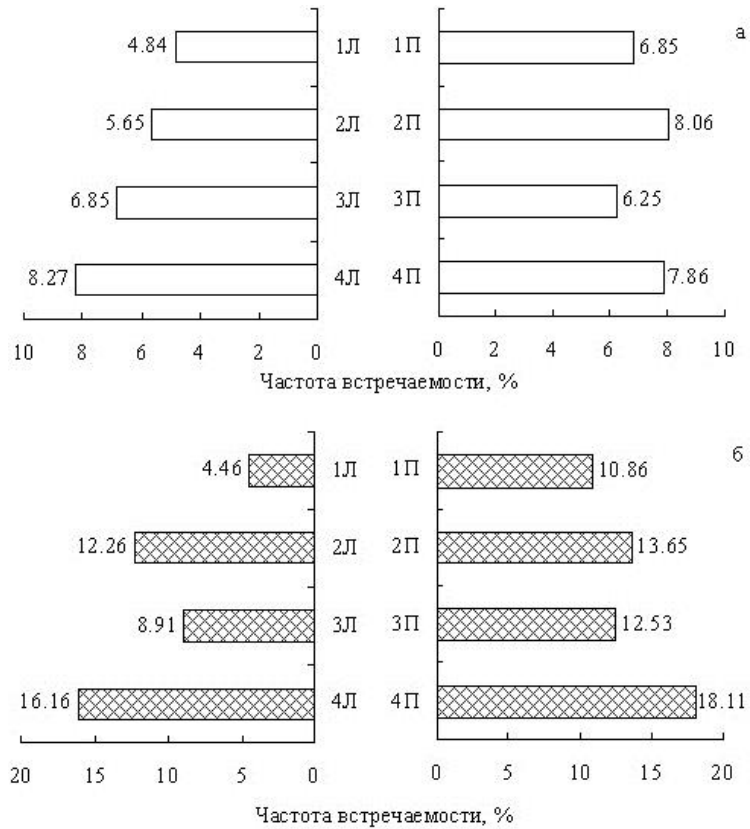 4.84 1Л 1П 6.85 а
5.65 2Л 2П 8.06
6.85 3Л 3П 6.25
8.27 4Л 4П 7.86
10 8 6 4 2 0 0 2 4 6 8 10
Частота встречаемости, %
4.46 1Л 1П 10.86 б
12.26 2Л 2П 13.65
8.91 3Л 3П 12.53
16.16 4Л 4П 18.11
20 15 10 5 0 0 5 10 15 20
Частота встречаемости, %